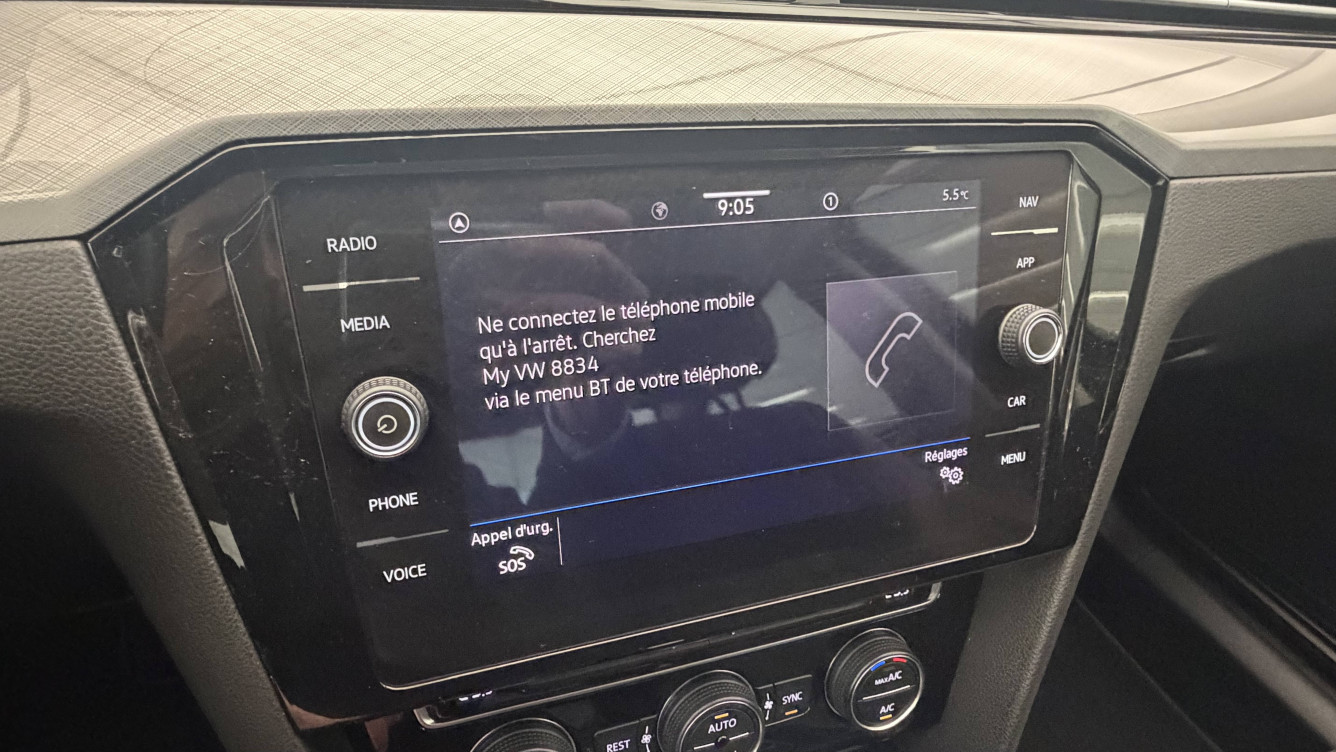 9:05
1
5.5°C
NAV
RADIO
APP
MEDIA
Ne connectez le téléphone mobile
qu'à l'arrêt. Cherchez
My VW 8834
via le menu BT de votre téléphone.
CAR
Réglages
MENU
PHONE
Appel d'urg.
SOS
VOICE
MAX A/C
A/C
SYNC
AUTO
REST